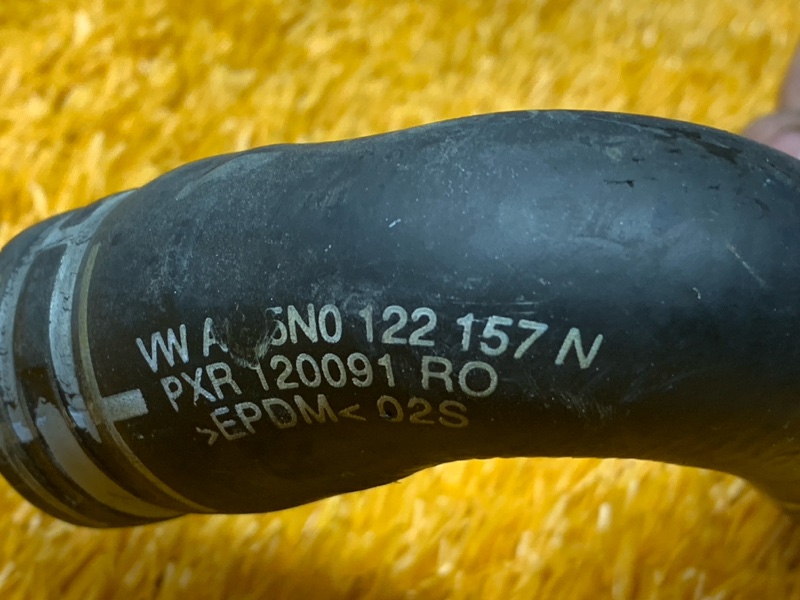 VW 5N0 122 157 N
PXR 120091 RO
>EPDM< 02S